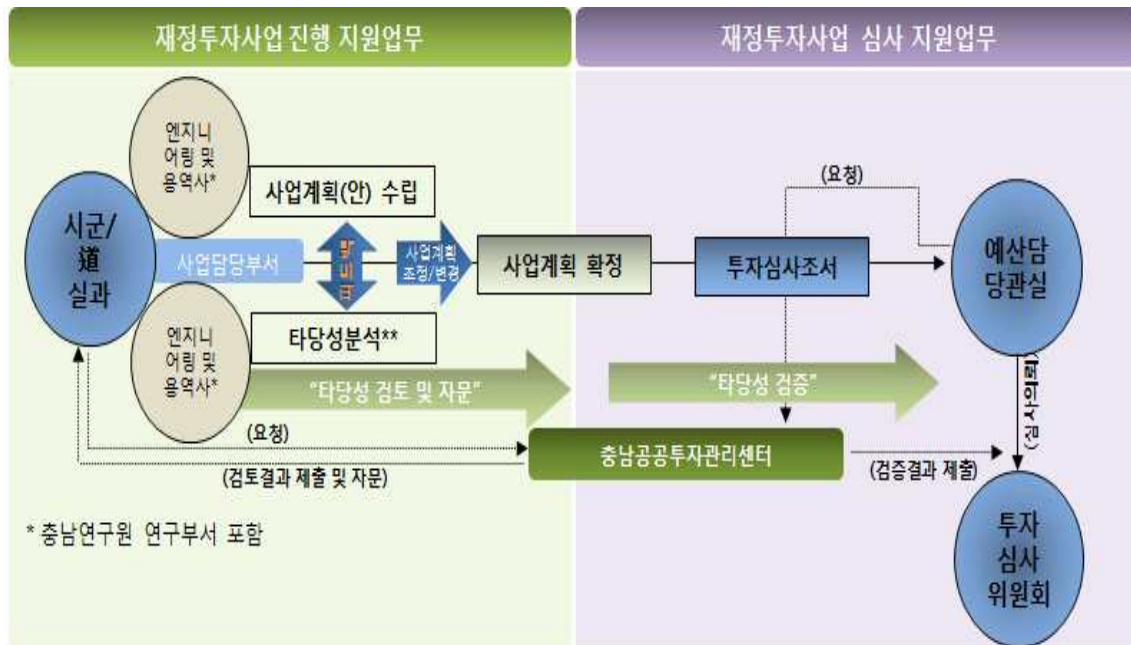 재정투자사업 진행 지원업무
재정투자사업 심사 지원업무
엔지니
어링 및
용역사*
사업계획(안) 수립
(요청)
시군/
道
실과
사업담당부서
사업계획
조정/변경
사업계획 확정
투자심사조서
예산담
당관실
엔지니
어링 및
용역사*
타당성분석**
"타당성 검토 및 자문"
"타당성 검증"
(심사의뢰)
(요청)
충남공공투자관리센터
(검토결과 제출 및 자문)
(검증결과 제출)
* 충남연구원 연구부서 포함
투자
심사
위원회